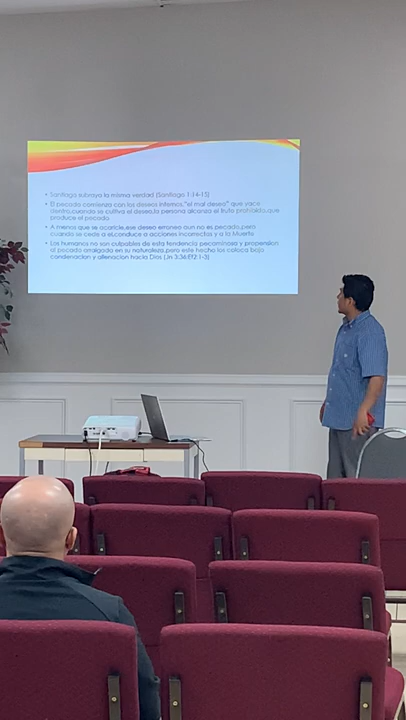 Santiago subraya la misma verdad (Santiago 1:14-15)
El pecado comienza con los deseos internos,"el mal deseo" que yace
dentro,cuando se cultiva el deseo,la persona alcanza el fruto prohibido,que
produce el pecado
A menos que se acaricie,ese deseo erroneo aun no es pecado,pero
cuando se cede a el,conduce a acciones incorrectas y a la Muerte
Los humanos no son culpables de esta tendencia pecaminosa y propension
al pecado arraigada en su naturaleza,pero este hecho los coloca bajo
condenacion y alienacion hacia Dios (Jn 3:36;Ef2.1-3)